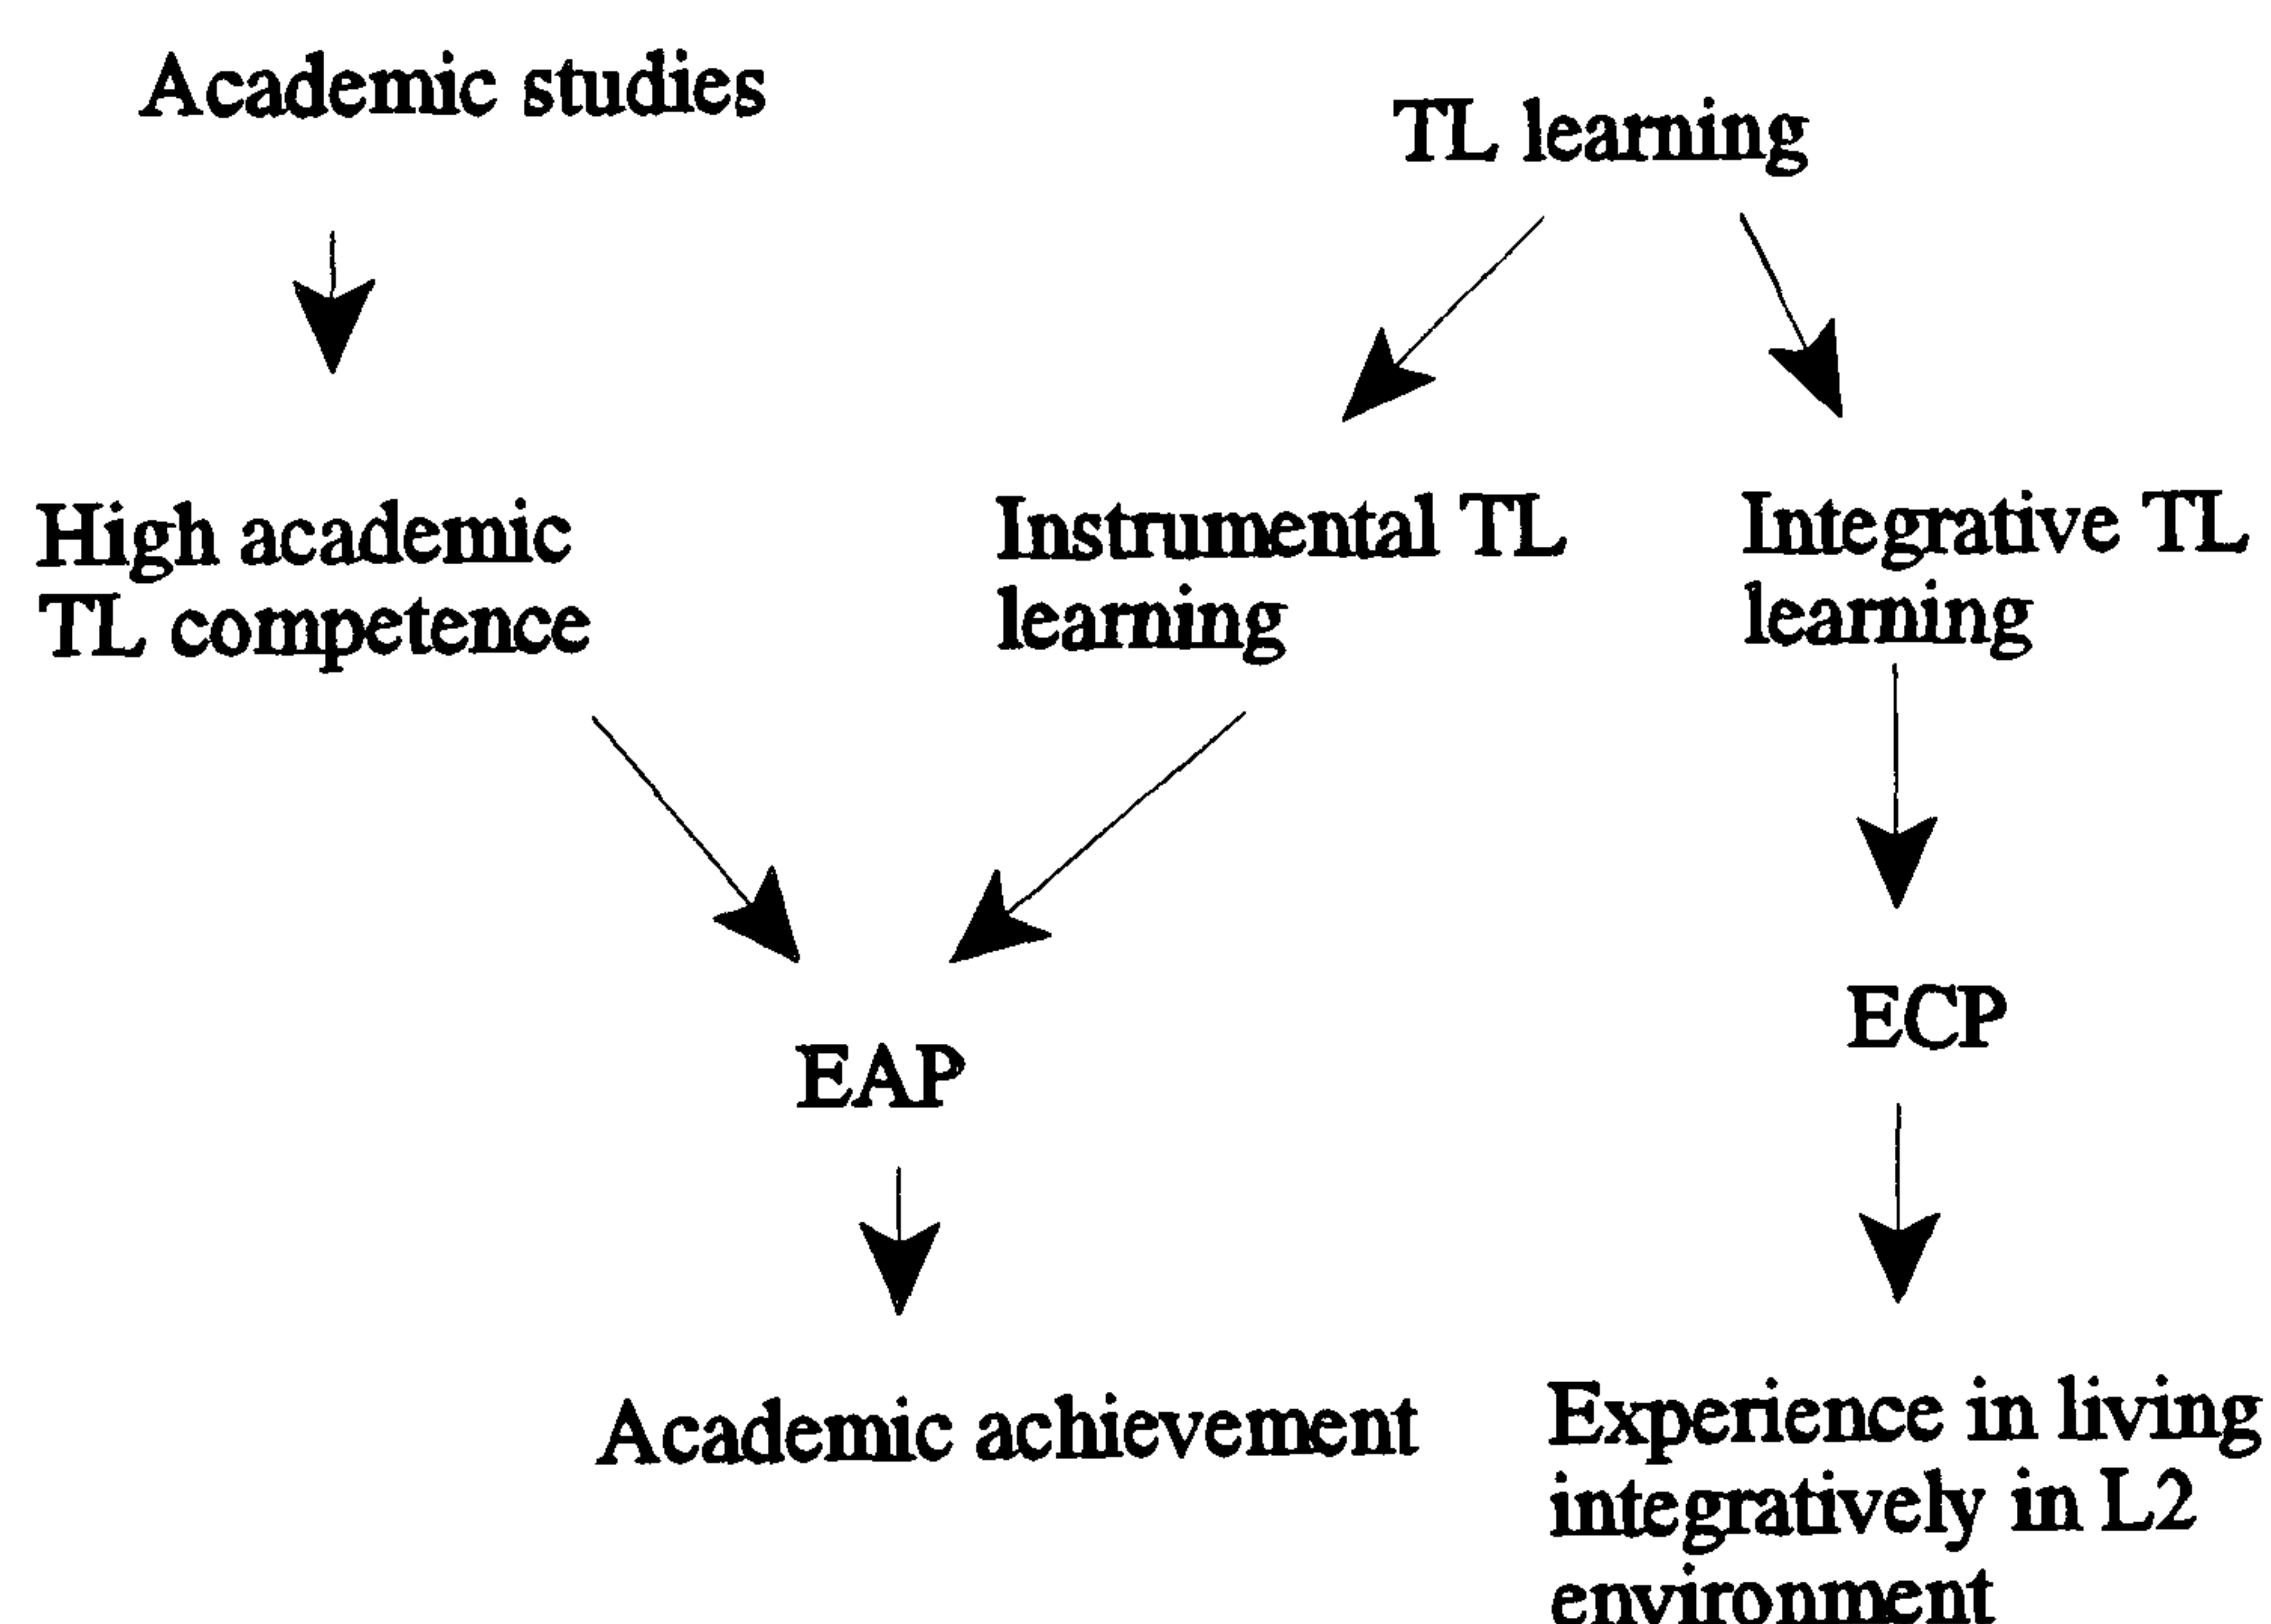 Academic studies
TL learning
High academic
TL competence
Instrumental TL
learning
Integrative TL
learning
EAP
ECP
Academic achievement
Experience in living
integratively in L2
environment